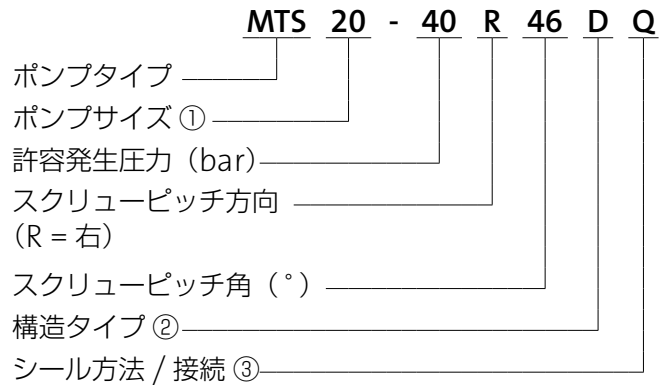 MTS 20 - 40 R 46 D Q
ポンプタイプ
ポンプサイズ ①
許容発生圧力（bar）
スクリューピッチ方向
（R = 右）
スクリューピッチ角（°）
構造タイプ ②
シール方法 / 接続 ③